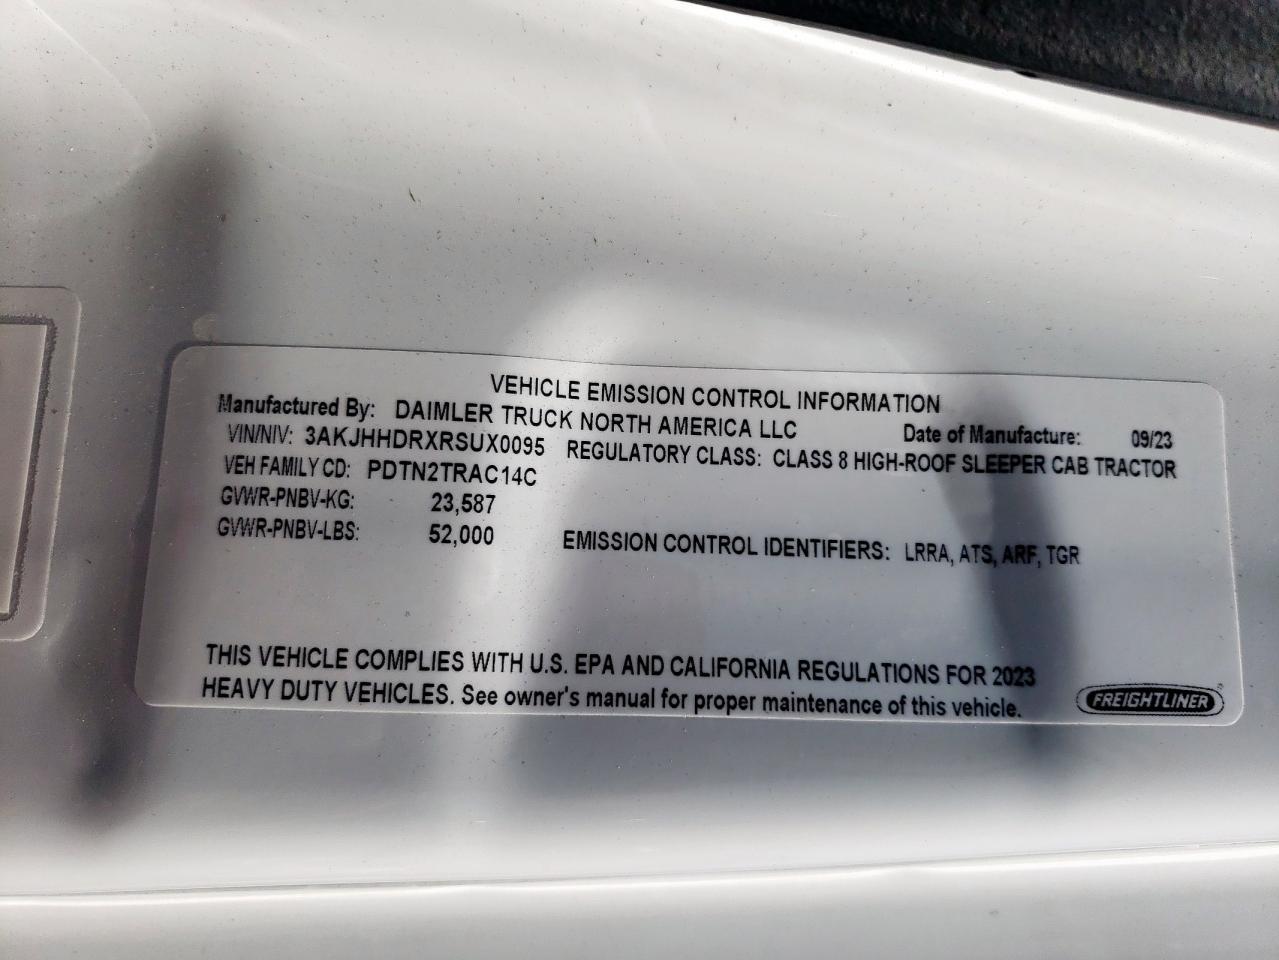 VEHICLE EMISSION CONTROL INFORMATION
Manufactured By: DAIMLER TRUCK NORTH AMERICA LLC Date of Manufacture: 09/23
VIN/NIV: 3AKJHHDRXRSUX0095 REGULATORY CLASS: CLASS 8 HIGH-ROOF SLEEPER CAB TRACTOR
VEH FAMILY CD: PDTN2TRAC14C
GVWR-PNBV-KG: 23,587
GVWR-PNBV-LBS: 52,000 EMISSION CONTROL IDENTIFIERS: LRRA, ATS, ARF, TGR
THIS VEHICLE COMPLIES WITH U.S. EPA AND CALIFORNIA REGULATIONS FOR 2023
HEAVY DUTY VEHICLES. See owner's manual for proper maintenance of this vehicle.
FREIGHTLINER®